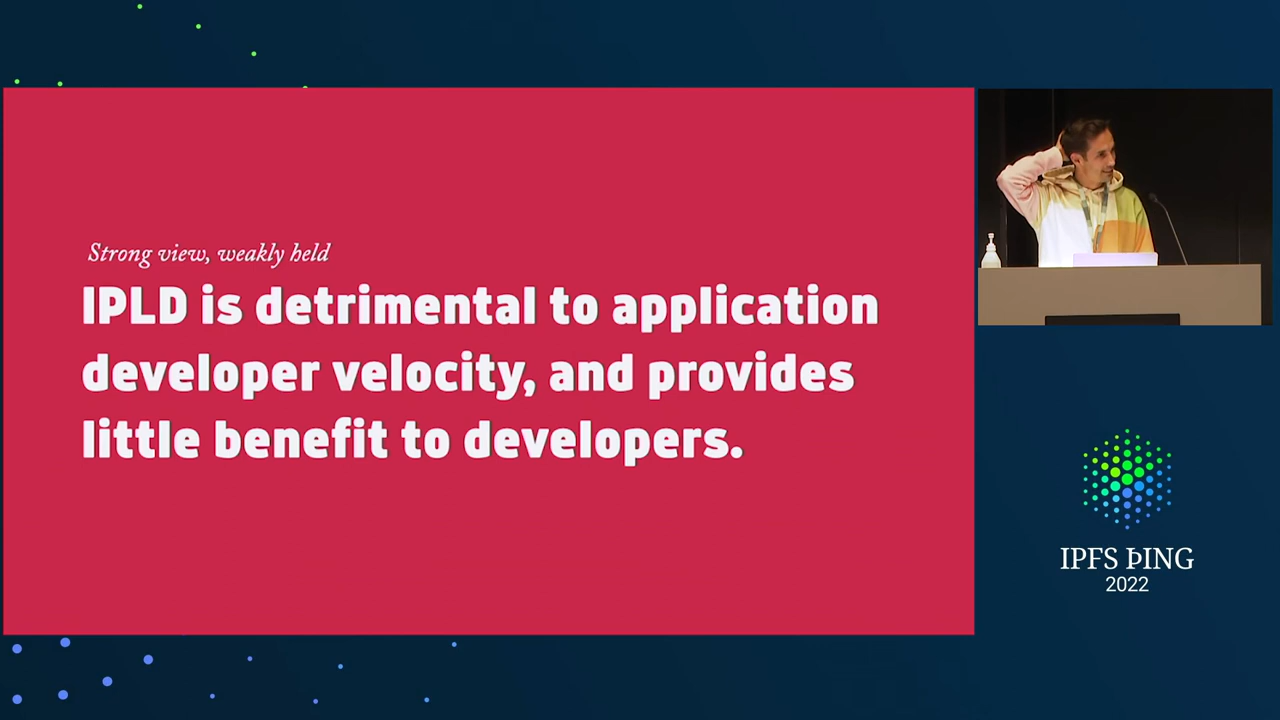 Strong view, weakly held
IPLD is detrimental to application
developer velocity, and provides
little benefit to developers.
IPFS ÞING
2022